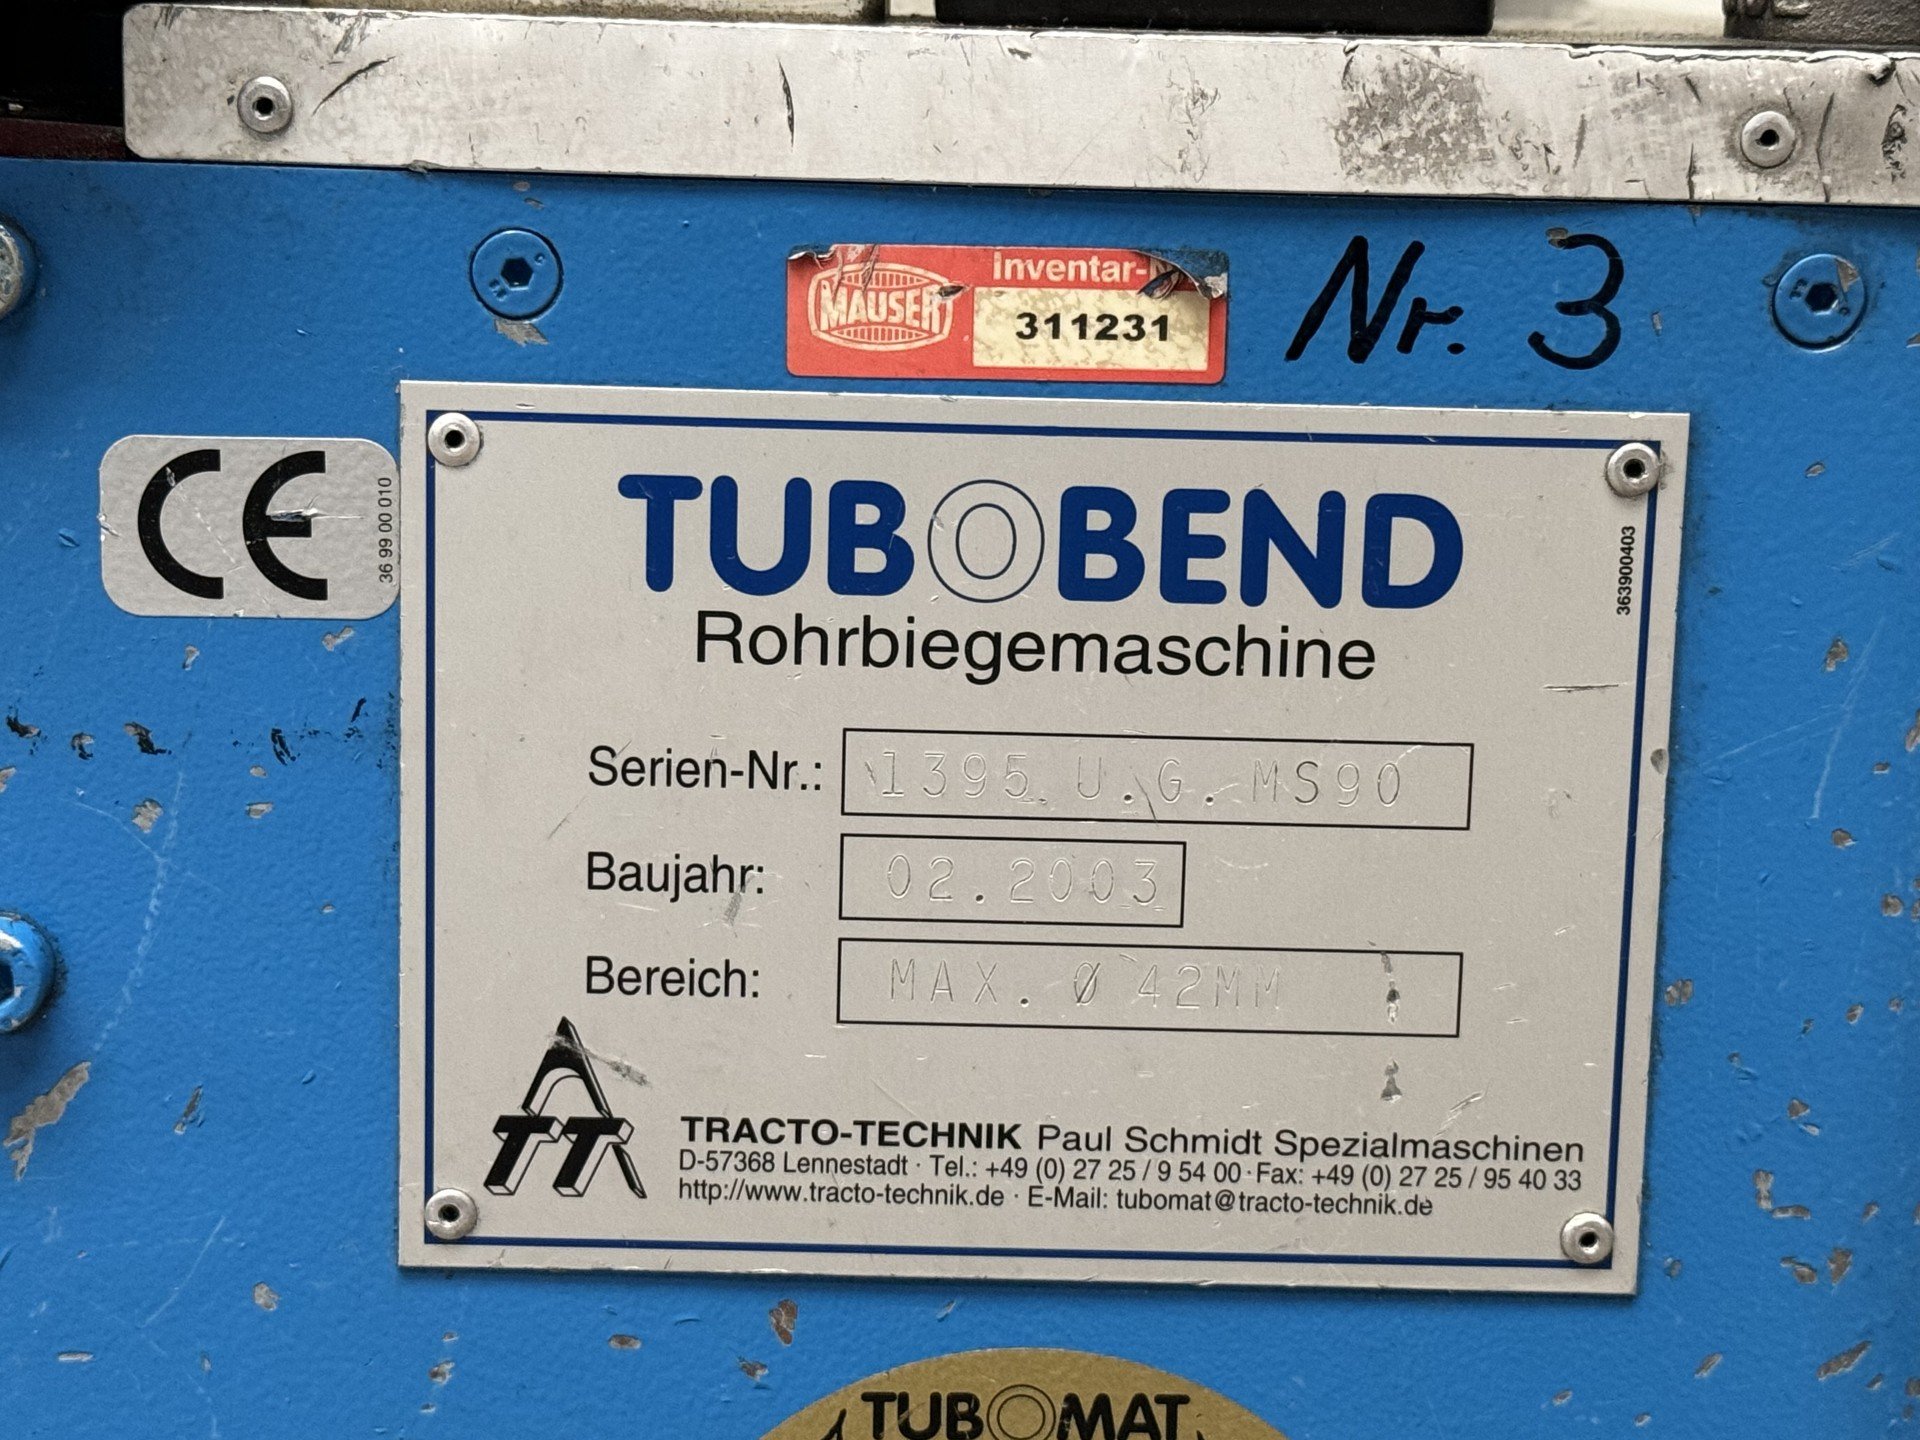 Inventar-
MAUSER
311231
Nr. 3
CE
36 99 00 010
TUBOBEND
363900403
Rohrbiegemaschine
Serien-Nr.: 1395 U.G. MS90
Baujahr: 02.2003
Bereich: MAX. Ø 42MM
TT
TRACTO-TECHNIK Paul Schmidt Spezialmaschinen
D-57368 Lennestadt · Tel.: +49 (0) 27 25 / 9 54 00 · Fax: +49 (0) 27 25 / 95 40 33
http://www.tracto-technik.de · E-Mail: tubomat@tracto-technik.de
TUBOMAT